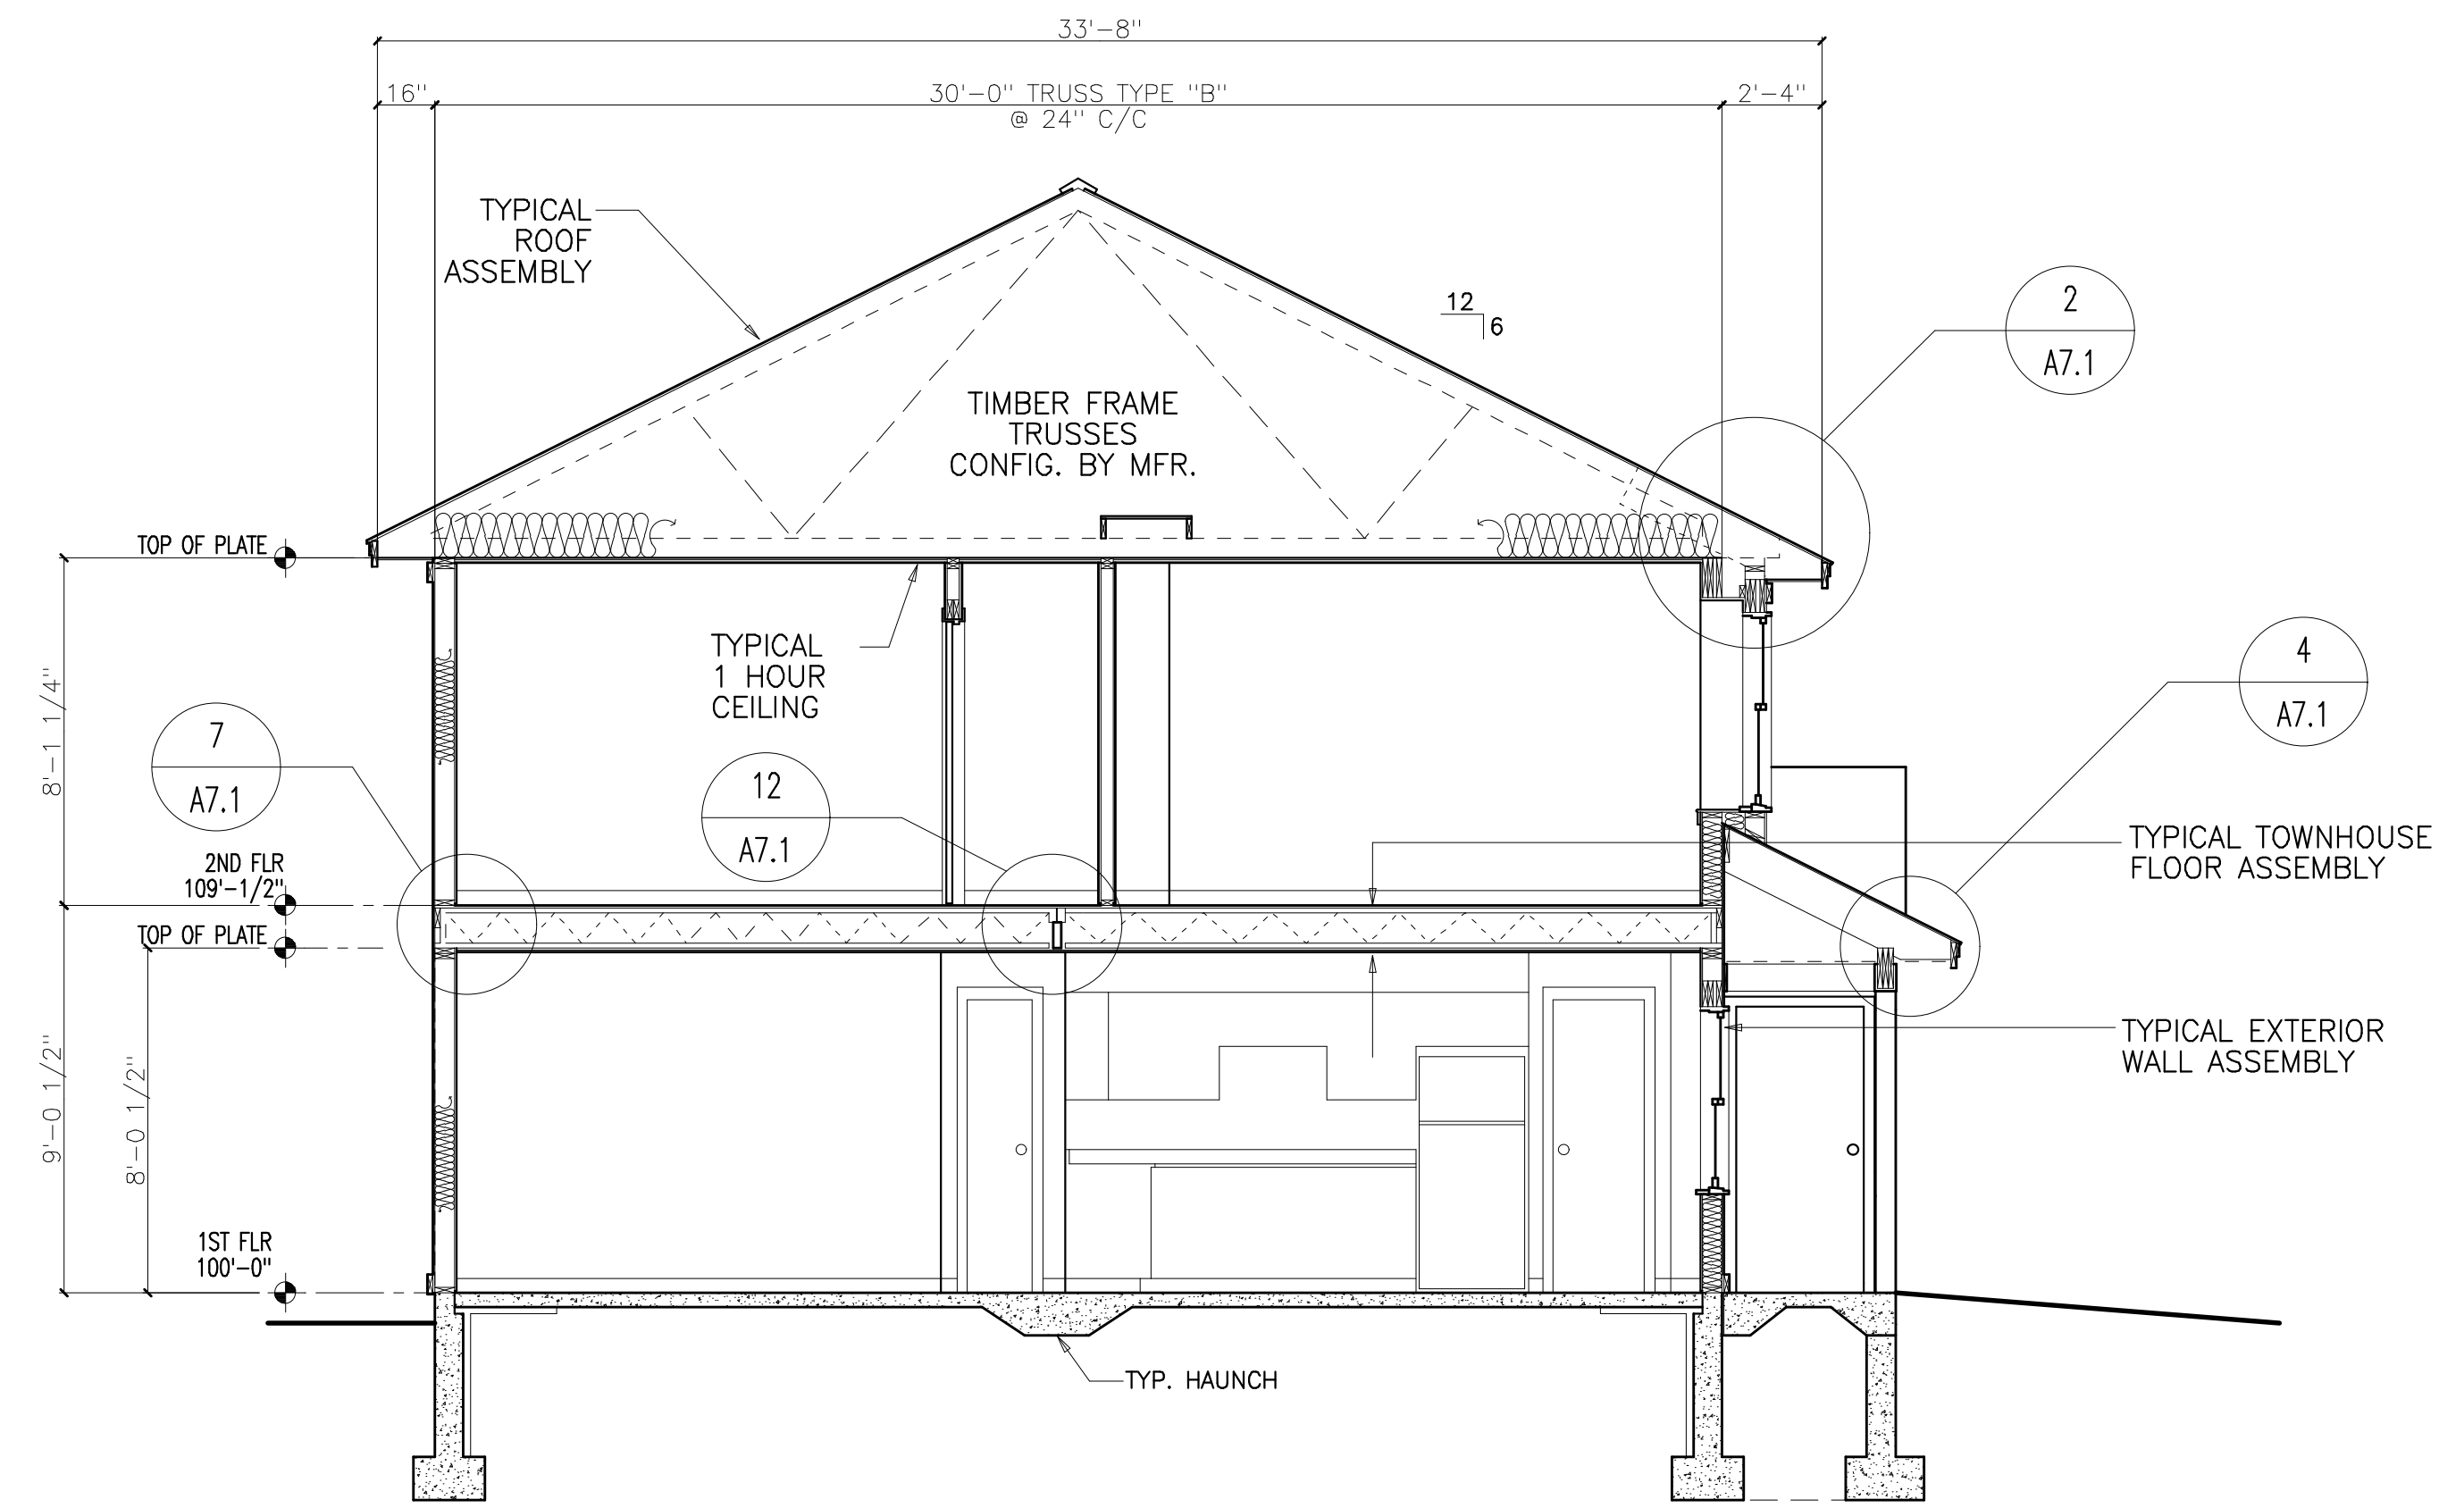 33'-8"
16"
30'-0" TRUSS TYPE "B"
@ 24" C/C
2'-4"
TYPICAL
ROOF
ASSEMBLY
12
6
2
A7.1
TIMBER FRAME
TRUSSES
CONFIG. BY MFR.
TOP OF PLATE
TYPICAL
1 HOUR
CEILING
4
A7.1
8'-1 1/4"
7
A7.1
12
A7.1
TYPICAL TOWNHOUSE
FLOOR ASSEMBLY
2ND FLR
109'-1/2"
TOP OF PLATE
TYPICAL EXTERIOR
WALL ASSEMBLY
9'-0 1/2"
8'-0 1/2"
1ST FLR
100'-0"
TYP. HAUNCH